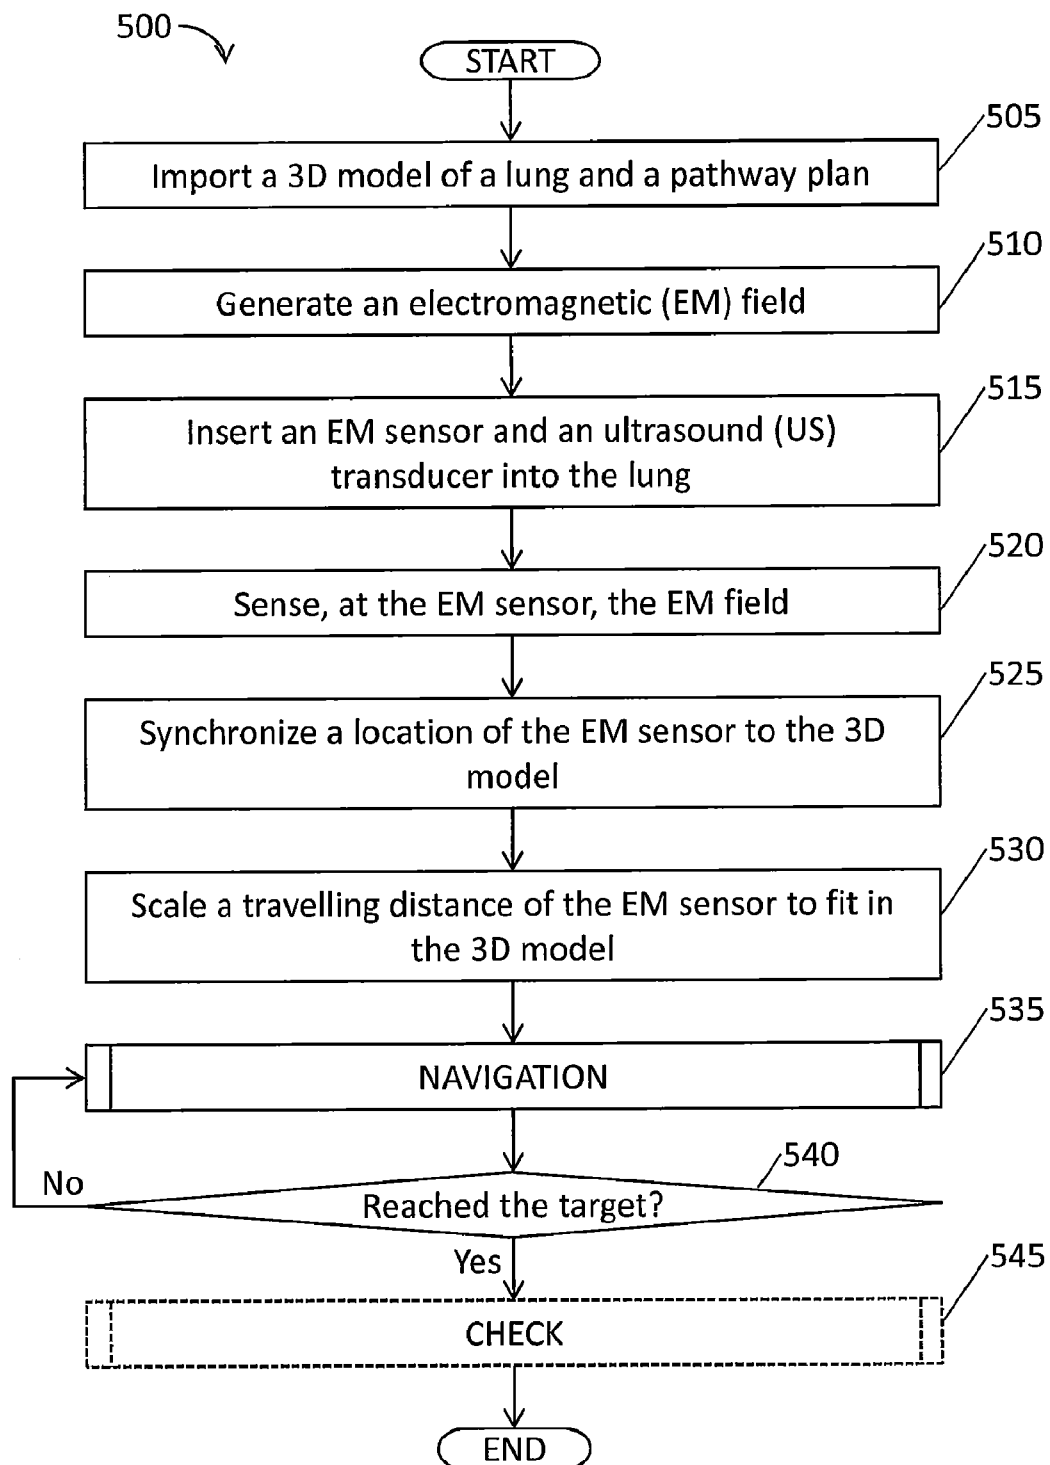 500
START
505
Import a 3D model of a lung and a pathway plan
510
Generate an electromagnetic (EM) field
515
Insert an EM sensor and an ultrasound (US)
transducer into the lung
520
Sense, at the EM sensor, the EM field
525
Synchronize a location of the EM sensor to the 3D
model
530
Scale a travelling distance of the EM sensor to fit in
the 3D model
535
NAVIGATION
540
No
Reached the target?
Yes
545
CHECK
END